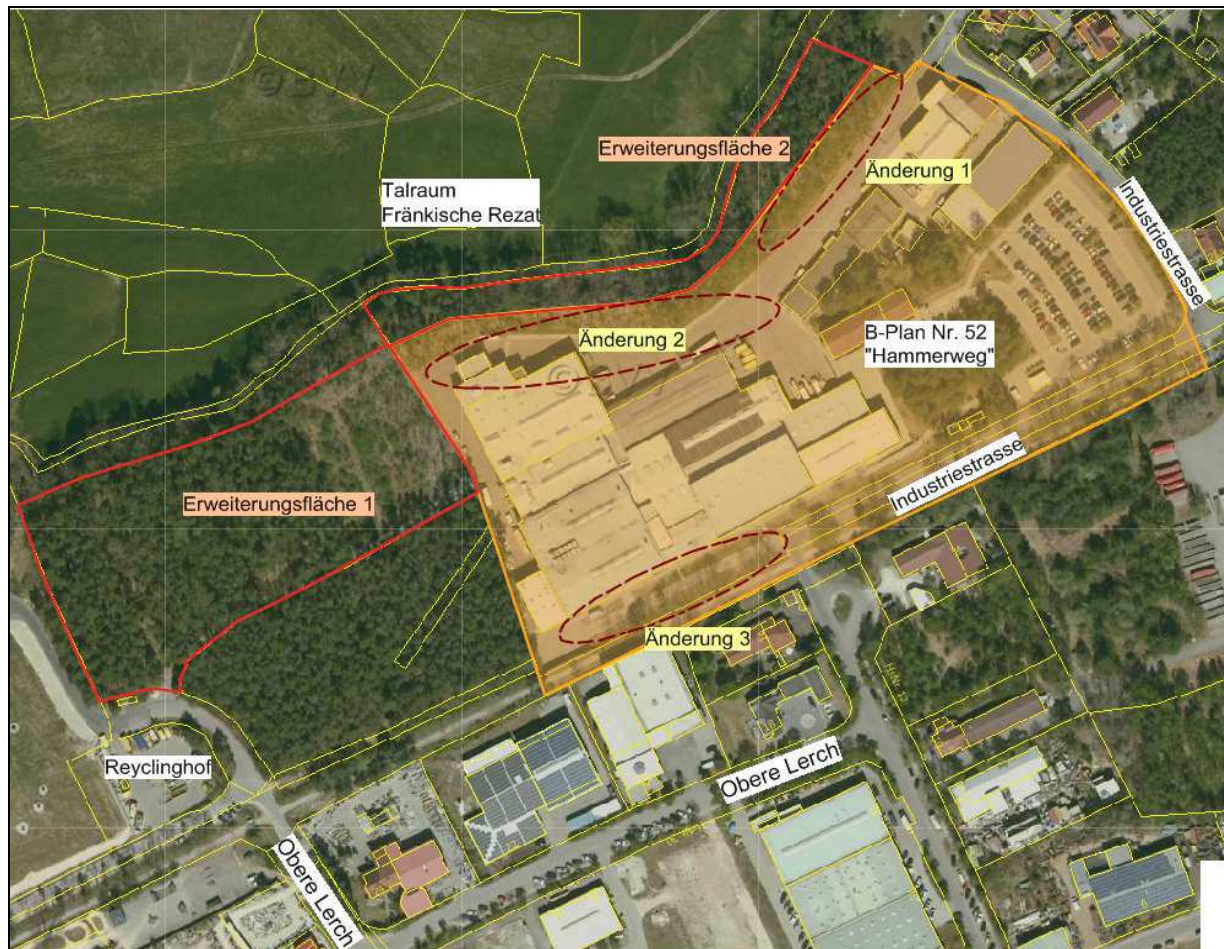 ©BVV
Erweiterungsfläche 2
Änderung 1
Talraum
Fränkische Rezat
Industriestrasse
Änderung 2
B-Plan Nr. 52
"Hammerweg"
Industriestrasse
Erweiterungsfläche 1
Änderung 3
Reyclinghof
Obere Lerch
Obere Lerch